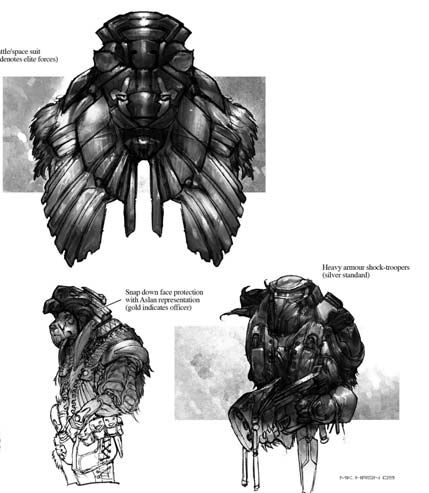 ttle/space suit
denotes elite forces)
Heavy armour shock-troopers
(silver standard)
Snap down face protection
with Aslan representation
(gold indicates officer)